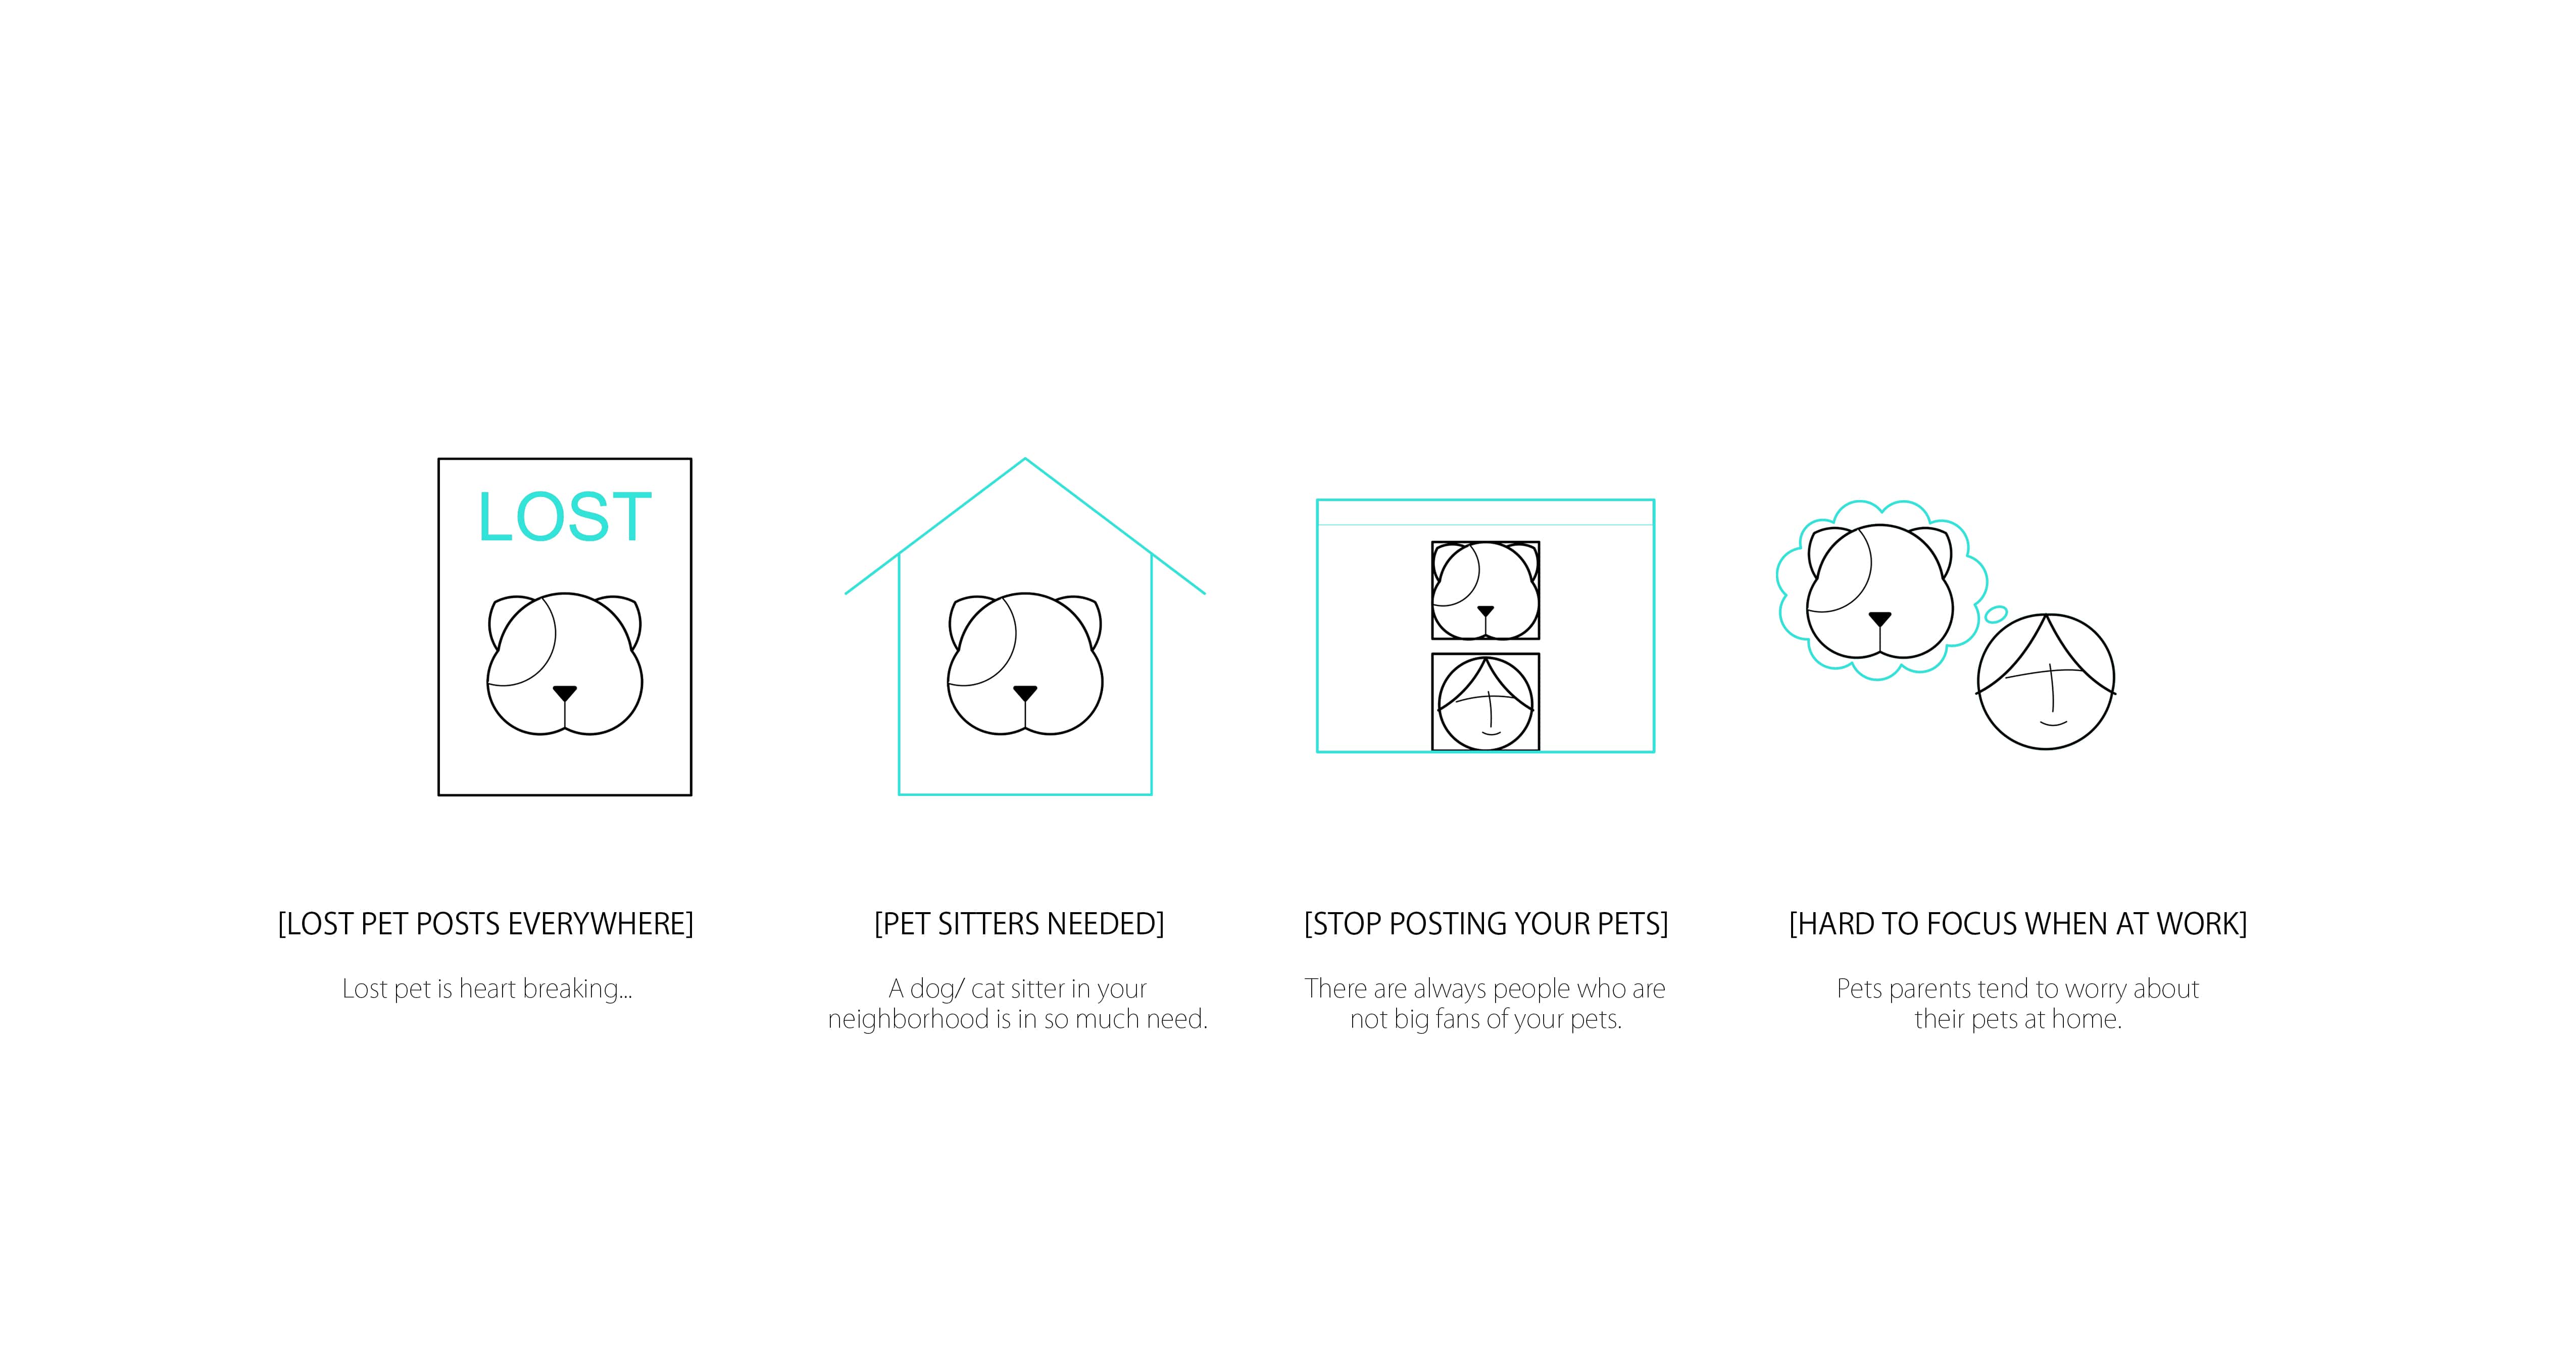 LOST
[LOST PET POSTS EVERYWHERE]
Lost pet is heart breaking...
[PET SITTERS NEEDED]
A dog/ cat sitter in your
neighborhood is in so much need.
[STOP POSTING YOUR PETS]
There are always people who are
not big fans of your pets.
[HARD TO FOCUS WHEN AT WORK]
Pets parents tend to worry about
their pets at home.